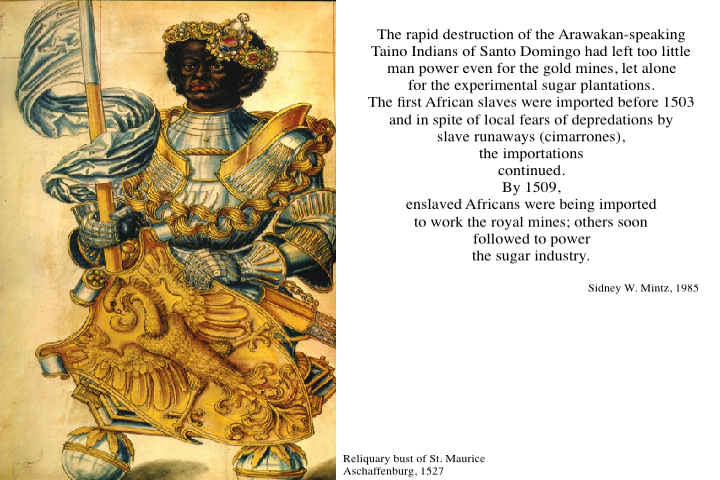 The rapid destruction of the Arawakan-speaking
Taino Indians of Santo Domingo had left too little
man power even for the gold mines, let alone
for the experimental sugar plantations.
The first African slaves were imported before 1503
and in spite of local fears of depredations by
slave runaways (cimarrones),
the importations
continued.
By 1509,
enslaved Africans were being imported
to work the royal mines; others soon
followed to power
the sugar industry.
Sidney W. Mintz, 1985
Reliquary bust of St. Maurice
Aschaffenburg, 1527